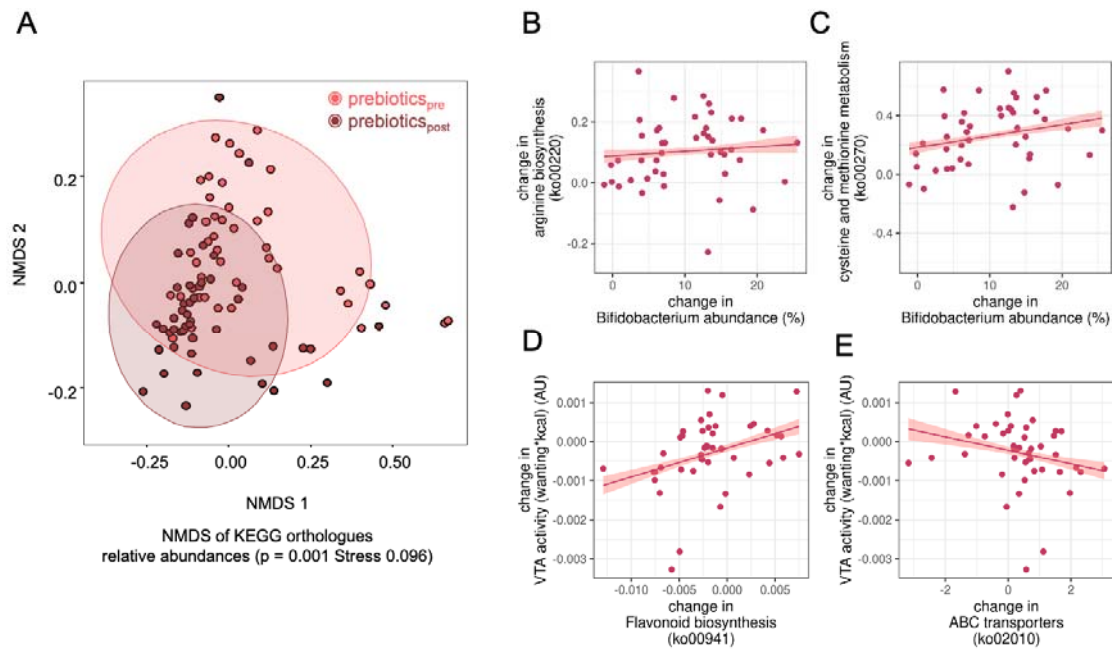 A
prebiotics pre
prebiotics post
NMDS 2
0.2
0.0
-0.2
-0.25
0.00
0.25
0.50
NMDS 1
NMDS of KEGG orthologues
relative abundances (p = 0.001 Stress 0.096)
B
change in
arginine biosynthesis
(ko00220)
0.2
0.0
-0.2
0
10
20
change in
Bifidobacterium abundance (%)
C
change in
cysteine and methionine metabolism
(ko00270)
0.4
0.0
-0.4
0
10
20
change in
Bifidobacterium abundance (%)
D
change in
VTA activity (wanting*kcal) (AU)
0.001
0.000
-0.001
-0.002
-0.003
-0.010
-0.005
0.000
0.005
change in
Flavonoid biosynthesis
(ko00941)
E
change in
VTA activity (wanting*kcal) (AU)
0.001
0.000
-0.001
-0.002
-0.003
-2
0
2
change in
ABC transporters
(ko02010)